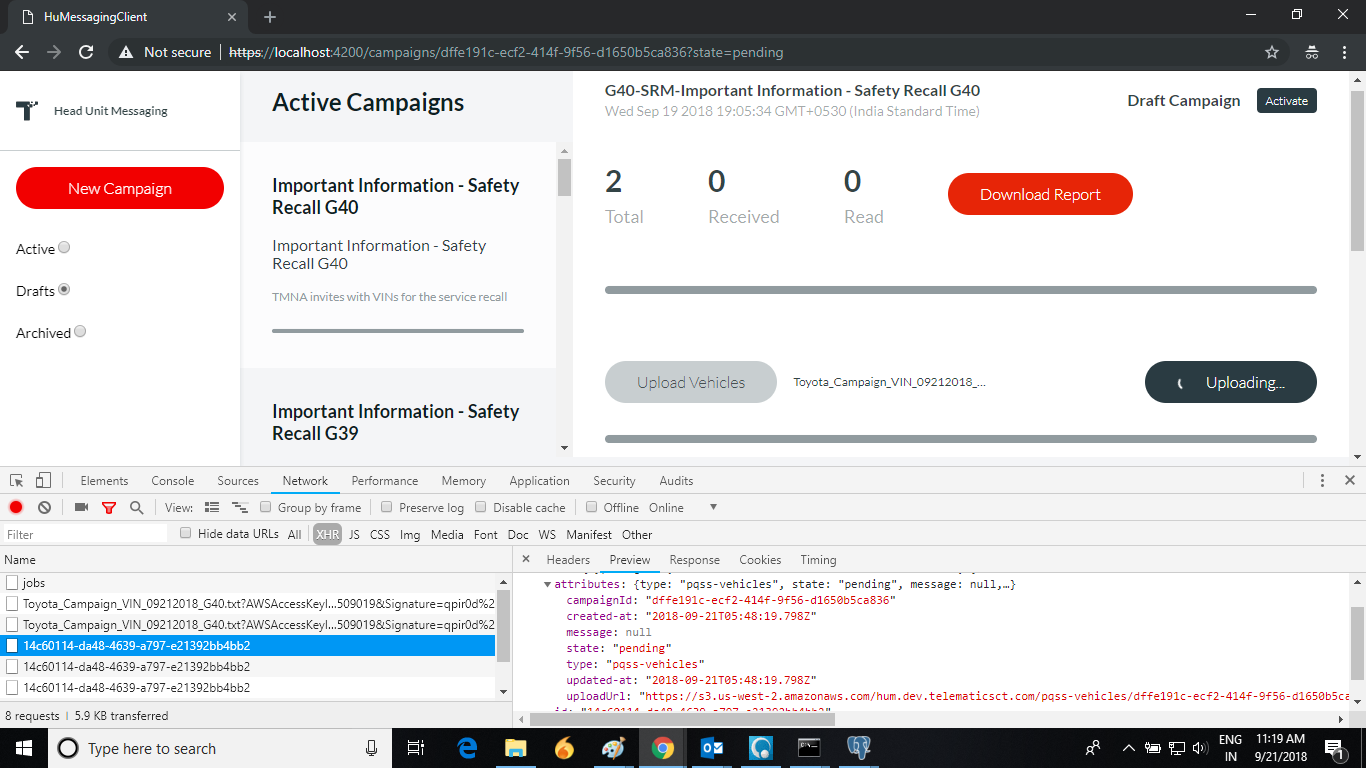 HuMessagingClient
Not secure https://localhost:4200/campaigns/dffe191c-ecf2-414f-9f56-d1650b5ca836?state=pending
Head Unit Messaging
New Campaign
Active
Drafts
Archived
Active Campaigns
Important Information - Safety
Recall G40
Important Information - Safety
Recall G40
TMNA invites with VINs for the service recall
Important Information - Safety
Recall G39
G40-SRM-Important Information - Safety Recall G40
Wed Sep 19 2018 19:05:34 GMT+0530 (India Standard Time)
Draft Campaign Activate
2 0 0
Total Received Read
Download Report
Upload Vehicles Toyota_Campaign_VIN_09212018_... Uploading...
Elements Console Sources Network Performance Memory Application Security Audits
View: Group by frame Preserve log Disable cache Offline Online
Filter Hide data URLs All XHR JS CSS Img Media Font Doc WS Manifest Other
Name
jobs
Toyota_Campaign_VIN_09212018_G40.txt?AWSAccessKeyI...509019&Signature=qpir0d%2
Toyota_Campaign_VIN_09212018_G40.txt?AWSAccessKeyI...509019&Signature=qpir0d%2
14c60114-da48-4639-a797-e21392bb4bb2
14c60114-da48-4639-a797-e21392bb4bb2
14c60114-da48-4639-a797-e21392bb4bb2
8 requests 5.9 KB transferred
Headers Preview Response Cookies Timing
attributes: {type: "pqss-vehicles", state: "pending", message: null,…}
campaignId: "dffe191c-ecf2-414f-9f56-d1650b5ca836"
created-at: "2018-09-21T05:48:19.798Z"
message: null
state: "pending"
type: "pqss-vehicles"
updated-at: "2018-09-21T05:48:19.798Z"
uploadUrl: "https://s3.us-west-2.amazonaws.com/hum.dev.telematicsct.com/pqss-vehicles/dffe191c-ecf2-414f-9f56-d1650b5ca
id: "14c60114-da48-4639-a797-e21392bb4bb2"
Type here to search
ENG
IN
11:19 AM
9/21/2018
1